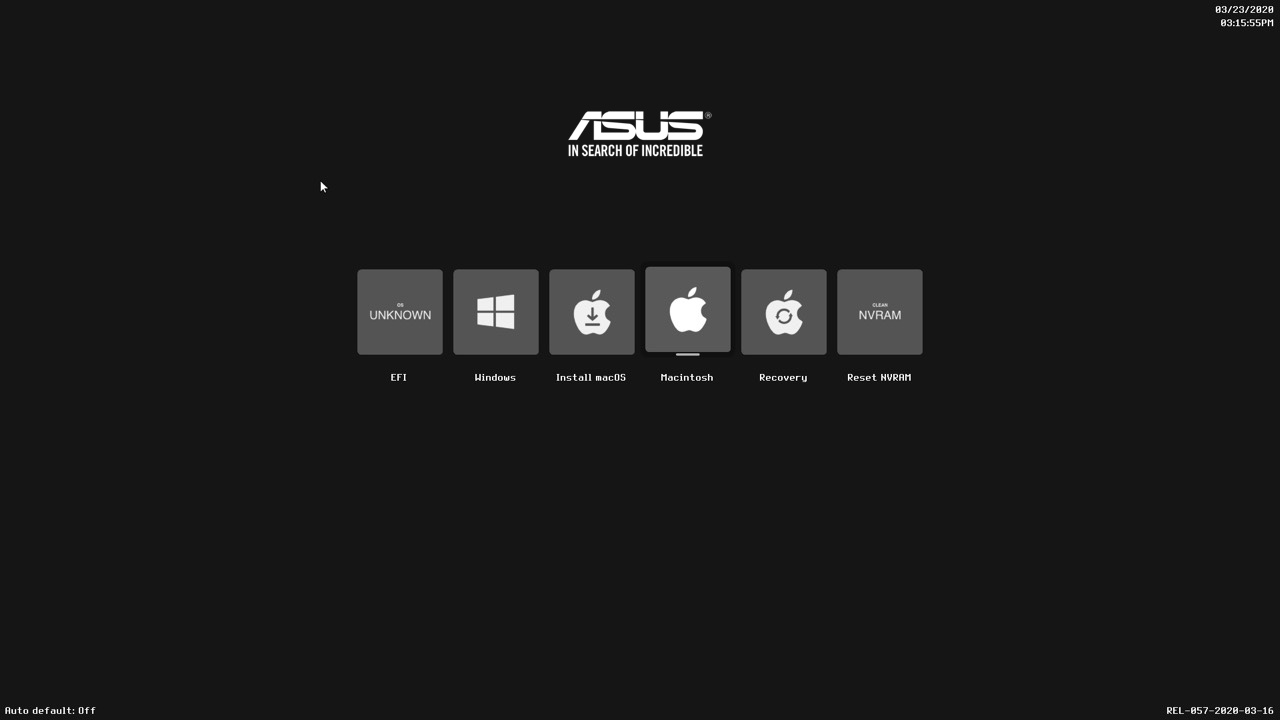 03/23/2020
03:15:55PM
ASUS®
IN SEARCH OF INCREDIBLE
OS
UNKNOWN
CLEAN
NVRAM
EFI
Windows
Install macOS
Macintosh
Recovery
Reset NVRAM
Auto default: Off
REL-057-2020-03-16